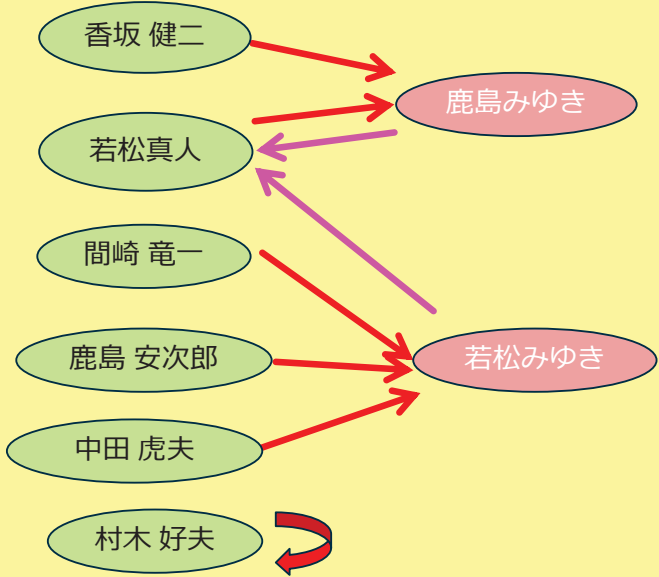 香坂 健二
鹿島みゆき
若松真人
間崎 竜一
鹿島 安次郎
若松みゆき
中田 虎夫
村木 好夫